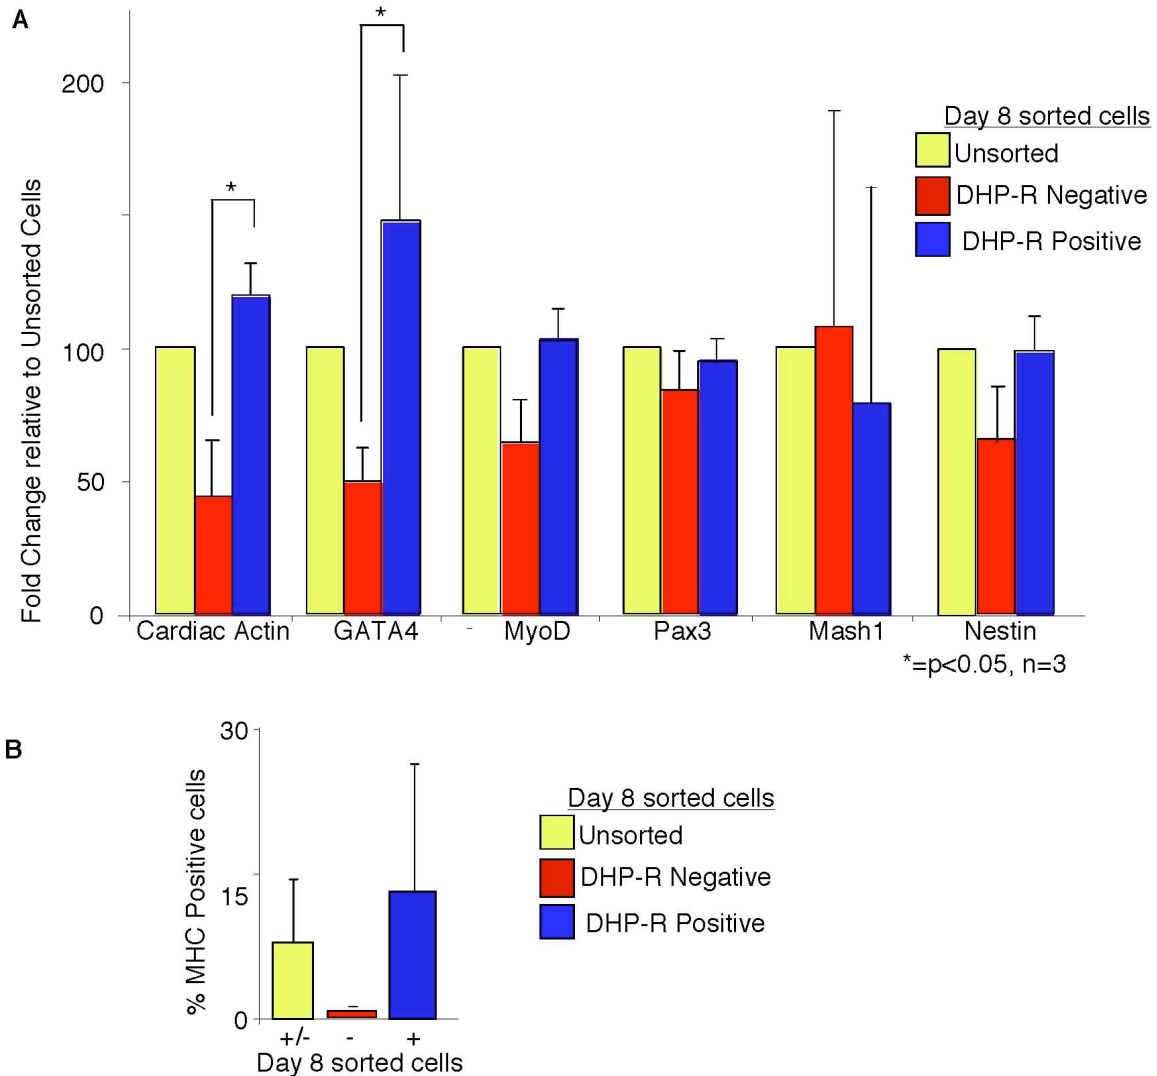 A
*
*
200
100
50
0
Fold Change relative to Unsorted Cells
Day 8 sorted cells
Unsorted
DHP-R Negative
DHP-R Positive
Cardiac Actin GATA4 - MyoD Pax3 Mash1 Nestin
*=p<0.05, n=3
B
30
15
0
% MHC Positive cells
+/- - +
Day 8 sorted cells
Day 8 sorted cells
Unsorted
DHP-R Negative
DHP-R Positive